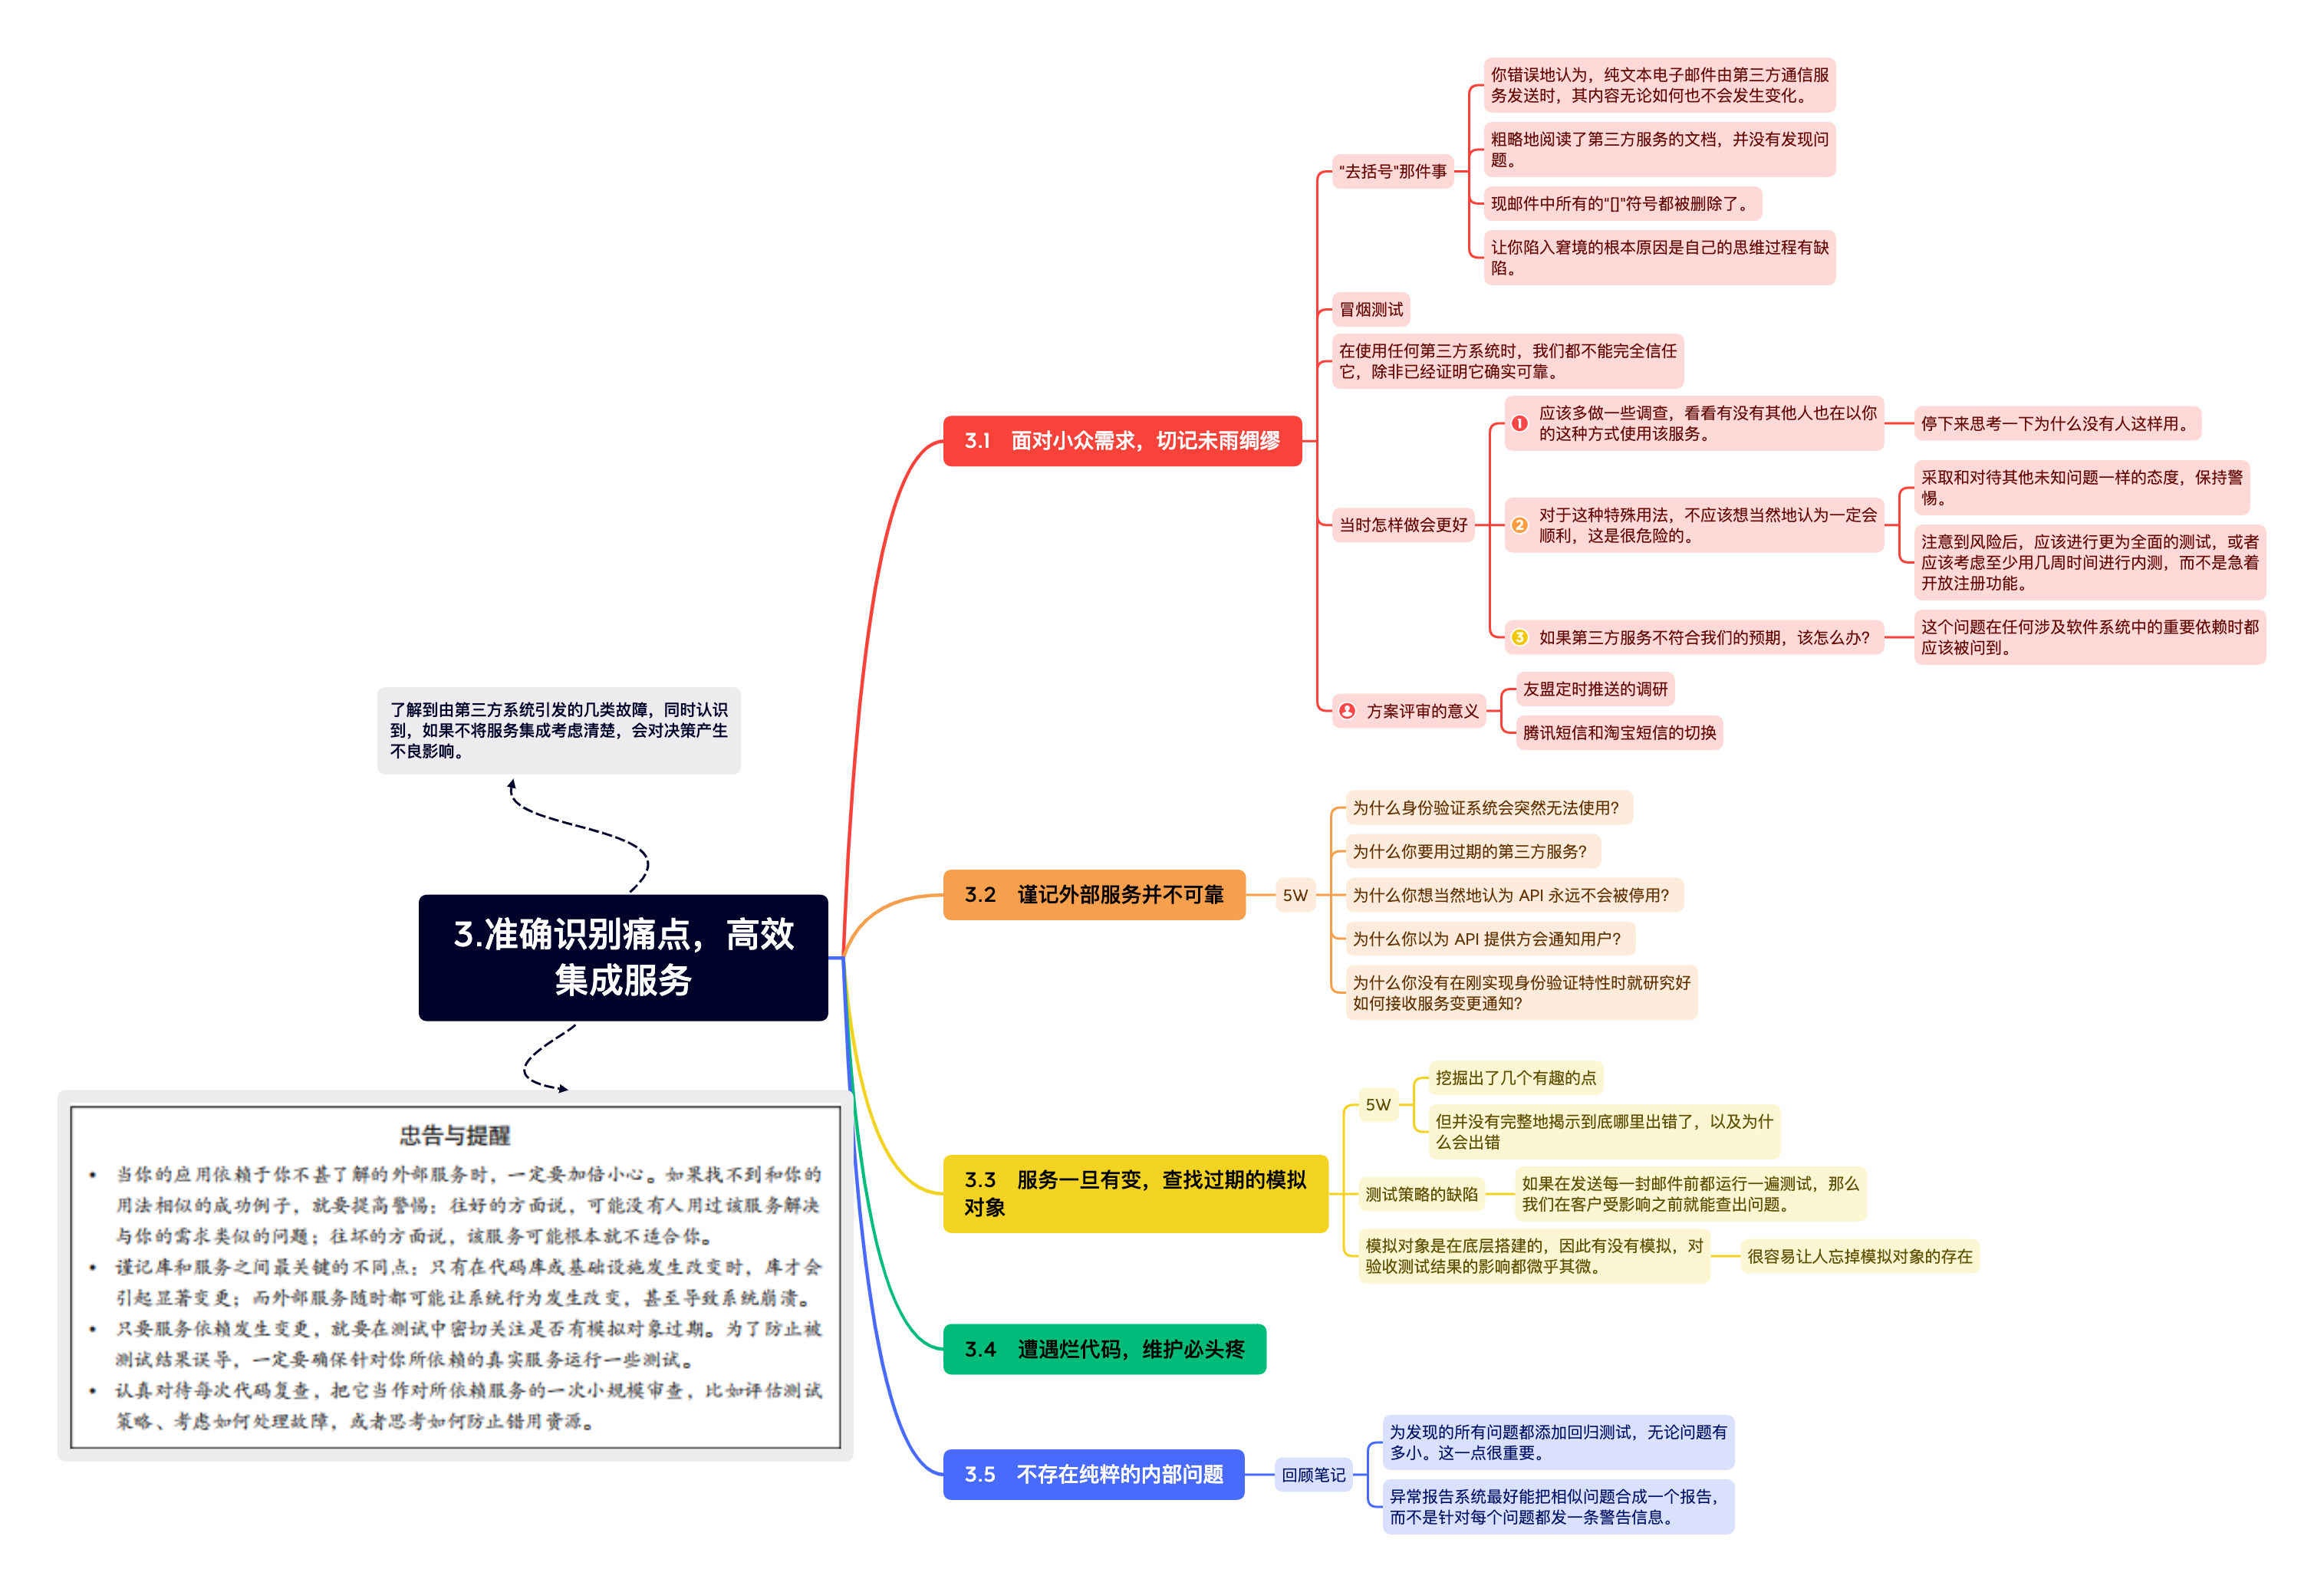 了解到由第三方系统引发的几类故障，同时认识
到，如果不将服务集成考虑清楚，会对决策产生
不良影响。
3.准确识别痛点，高效
集成服务
忠告与提醒
• 当你的应用依赖于你不甚了解的外部服务时，一定要加倍小心。如果找不到和你的
用法相似的成功例子，就要提高警惕：往好的方面说，可能没有人用过该服务解决
与你的需求类似的问题；往坏的方面说，该服务可能根本就不适合你。
• 谨记库和服务之间最关键的不同点：只有在代码库或基础设施发生改变时，库才会
引起显著变更；而外部服务随时都可能让系统行为发生改变，甚至导致系统崩溃。
• 只要服务依赖发生变更，就要在测试中密切关注是否有模拟对象过期。为了防止被
测试结果误导，一定要确保针对你所依赖的真实服务运行一些测试。
• 认真对待每次代码复查，把它当作对所依赖服务的一次小规模审查，比如评估测试
策略、考虑如何处理故障，或者思考如何防止错用资源。
3.1 面对小众需求，切记未雨绸缪
"去括号"那件事
你错误地认为，纯文本电子邮件由第三方通信服
务发送时，其内容无论如何也不会发生变化。
粗略地阅读了第三方服务的文档，并没有发现问
题。
现邮件中所有的"[]"符号都被删除了。
让你陷入窘境的根本原因是自己的思维过程有缺
陷。
冒烟测试
在使用任何第三方系统时，我们都不能完全信任
它，除非已经证明它确实可靠。
当时怎样做会更好
1 应该多做一些调查，看看有没有其他人也在以你
的这种方式使用该服务。
停下来思考一下为什么没有人这样用。
2 对于这种特殊用法，不应该想当然地认为一定会
顺利，这是很危险的。
采取和对待其他未知问题一样的态度，保持警
惕。
注意到风险后，应该进行更为全面的测试，或者
应该考虑至少用几周时间进行内测，而不是急着
开放注册功能。
3 如果第三方服务不符合我们的预期，该怎么办？
这个问题在任何涉及软件系统中的重要依赖时都
应该被问到。
方案评审的意义
友盟定时推送的调研
腾讯短信和淘宝短信的切换
3.2 谨记外部服务并不可靠
5W
为什么身份验证系统会突然无法使用？
为什么你要用过期的第三方服务？
为什么你想当然地认为 API 永远不会被停用？
为什么你以为 API 提供方会通知用户？
为什么你没有在刚实现身份验证特性时就研究好
如何接收服务变更通知？
3.3 服务一旦有变，查找过期的模拟
对象
5W
挖掘出了几个有趣的点
但并没有完整地揭示到底哪里出错了，以及为什
么会出错
测试策略的缺陷
如果在发送每一封邮件前都运行一遍测试，那么
我们在客户受影响之前就能查出问题。
模拟对象是在底层搭建的，因此有没有模拟，对
验收测试结果的影响都微乎其微。
很容易让人忘掉模拟对象的存在
3.4 遭遇烂代码，维护必头疼
3.5 不存在纯粹的内部问题
回顾笔记
为发现的所有问题都添加回归测试，无论问题有
多小。这一点很重要。
异常报告系统最好能把相似问题合成一个报告，
而不是针对每个问题都发一条警告信息。